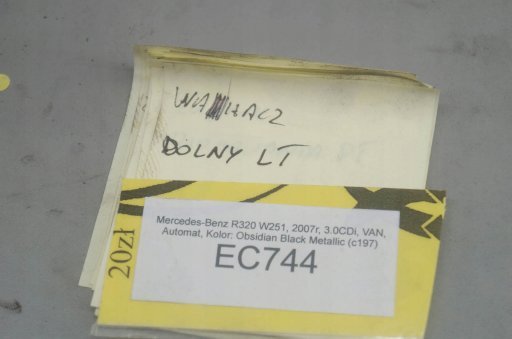 WAHACZ
DOLNY LT
Mercedes-Benz R320 W251, 2007r, 3.0CDi, VAN,
Automat, Kolor: Obsidian Black Metallic (c197)
EC744
20zł